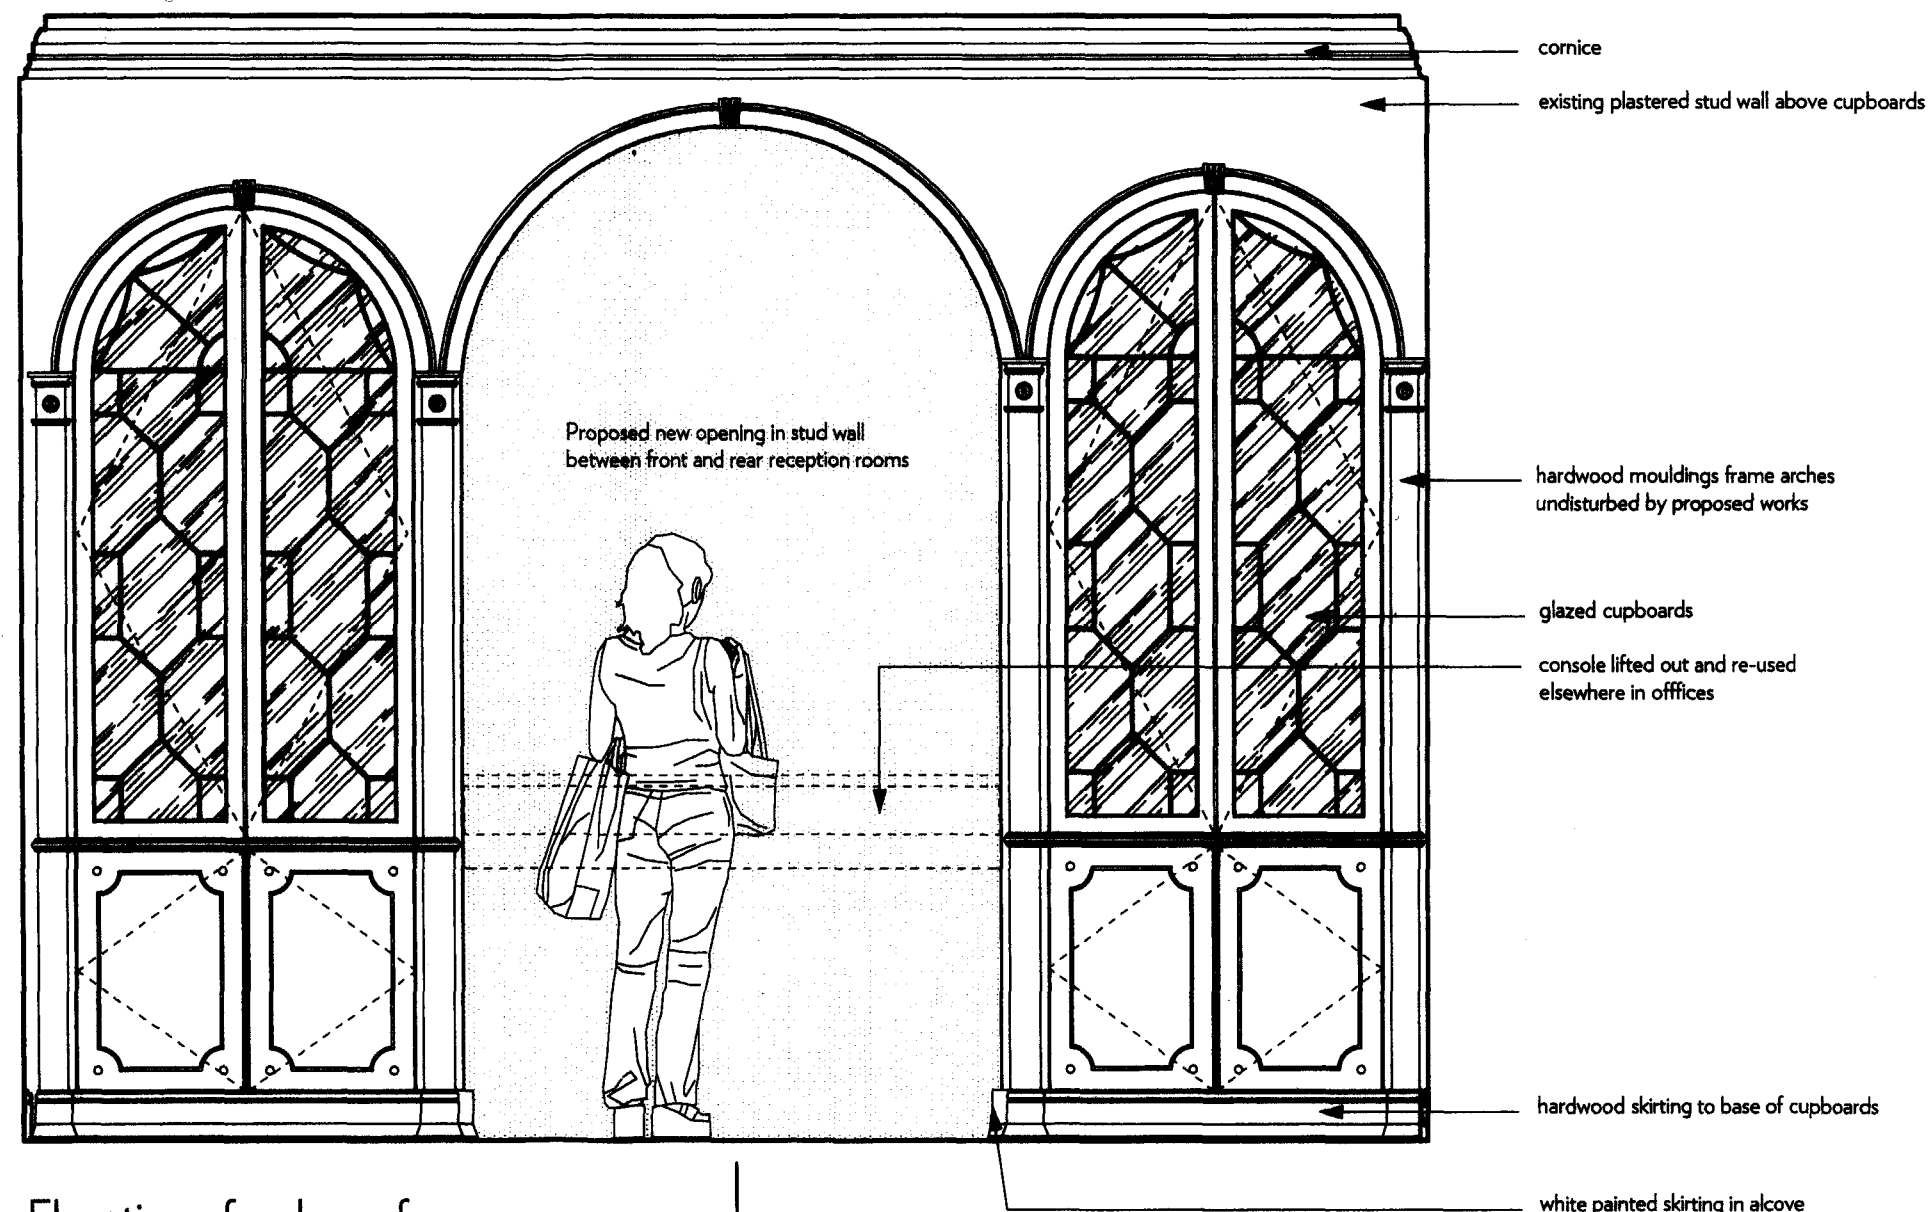 cornice
existing plastered stud wall above cupboards
Proposed new opening in stud wall
between front and rear reception rooms
hardwood mouldings frame arches
undisturbed by proposed works
glazed cupboards
console lifted out and re-used
elsewhere in offfices
hardwood skirting to base of cupboards
white painted skirting in alcove